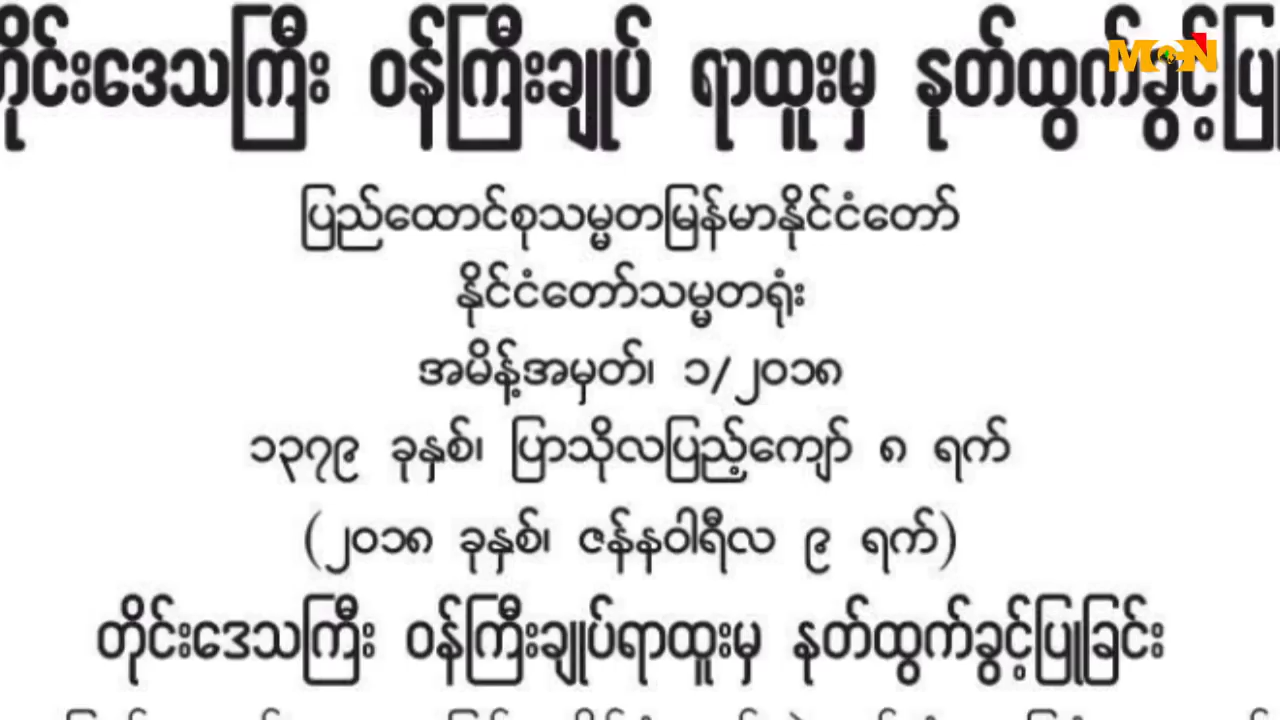 တိုင်းဒေသကြီး ဝန်ကြီးချုပ် ရာထူးမှ နုတ်ထွက်ခွင့်ပြု
MON
ပြည်ထောင်စုသမ္မတမြန်မာနိုင်ငံတော်
နိုင်ငံတော်သမ္မတရုံး
အမိန့်အမှတ်၊ ၁/၂၀၁၈
၁၃၇၉ ခုနှစ်၊ ပြာသိုလပြည့်ကျော် ၈ ရက်
(၂၀၁၈ ခုနှစ်၊ ဇန်နဝါရီလ ၉ ရက်)
တိုင်းဒေသကြီး ဝန်ကြီးချုပ်ရာထူးမှ နုတ်ထွက်ခွင့်ပြုခြင်း